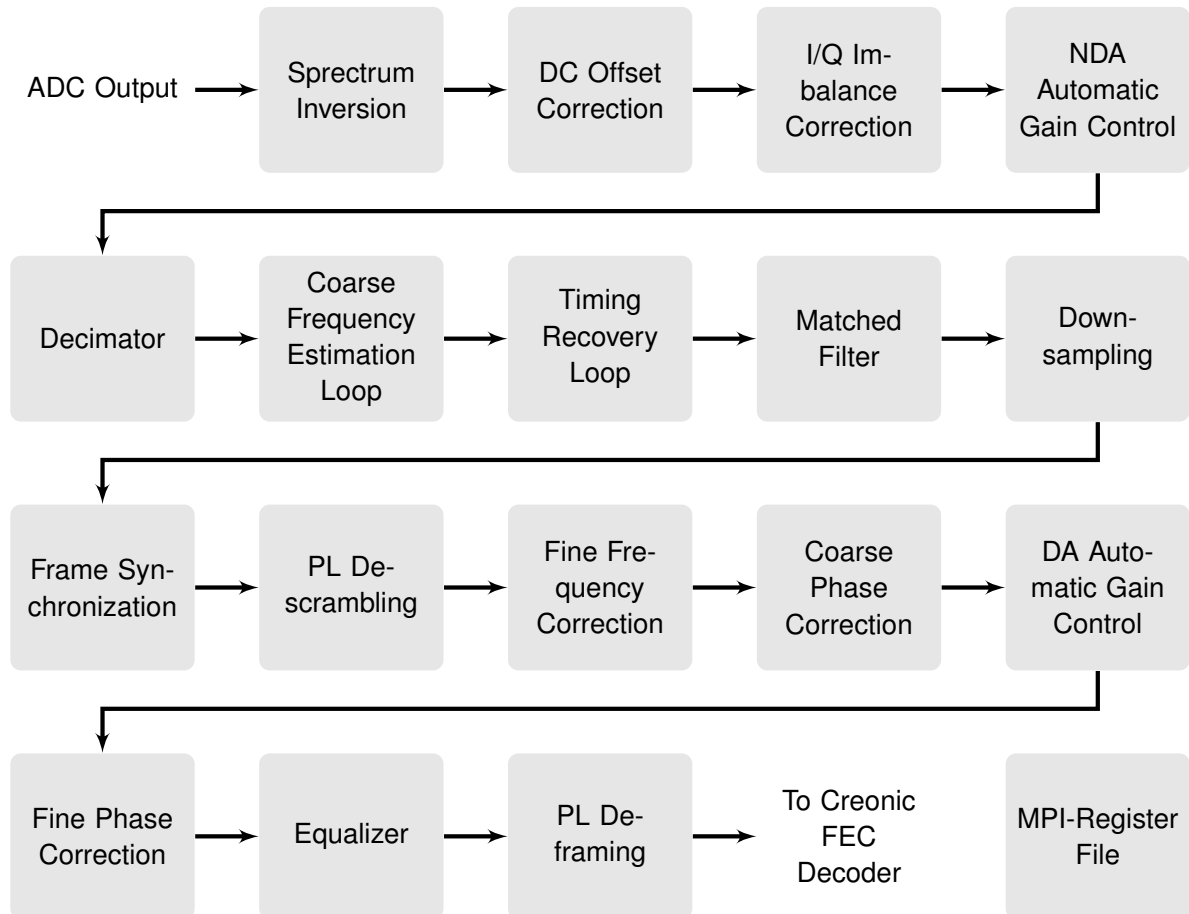 ADC Output
Sprectrum
Inversion
DC Offset
Correction
I/Q Im-
balance
Correction
NDA
Automatic
Gain Control
Decimator
Coarse
Frequency
Estimation
Loop
Timing
Recovery
Loop
Matched
Filter
Down-
sampling
Frame Syn-
chronization
PL De-
scrambling
Fine Fre-
quency
Correction
Coarse
Phase
Correction
DA Auto-
matic Gain
Control
Fine Phase
Correction
Equalizer
PL De-
framing
To Creonic
FEC
Decoder
MPI-Register
File